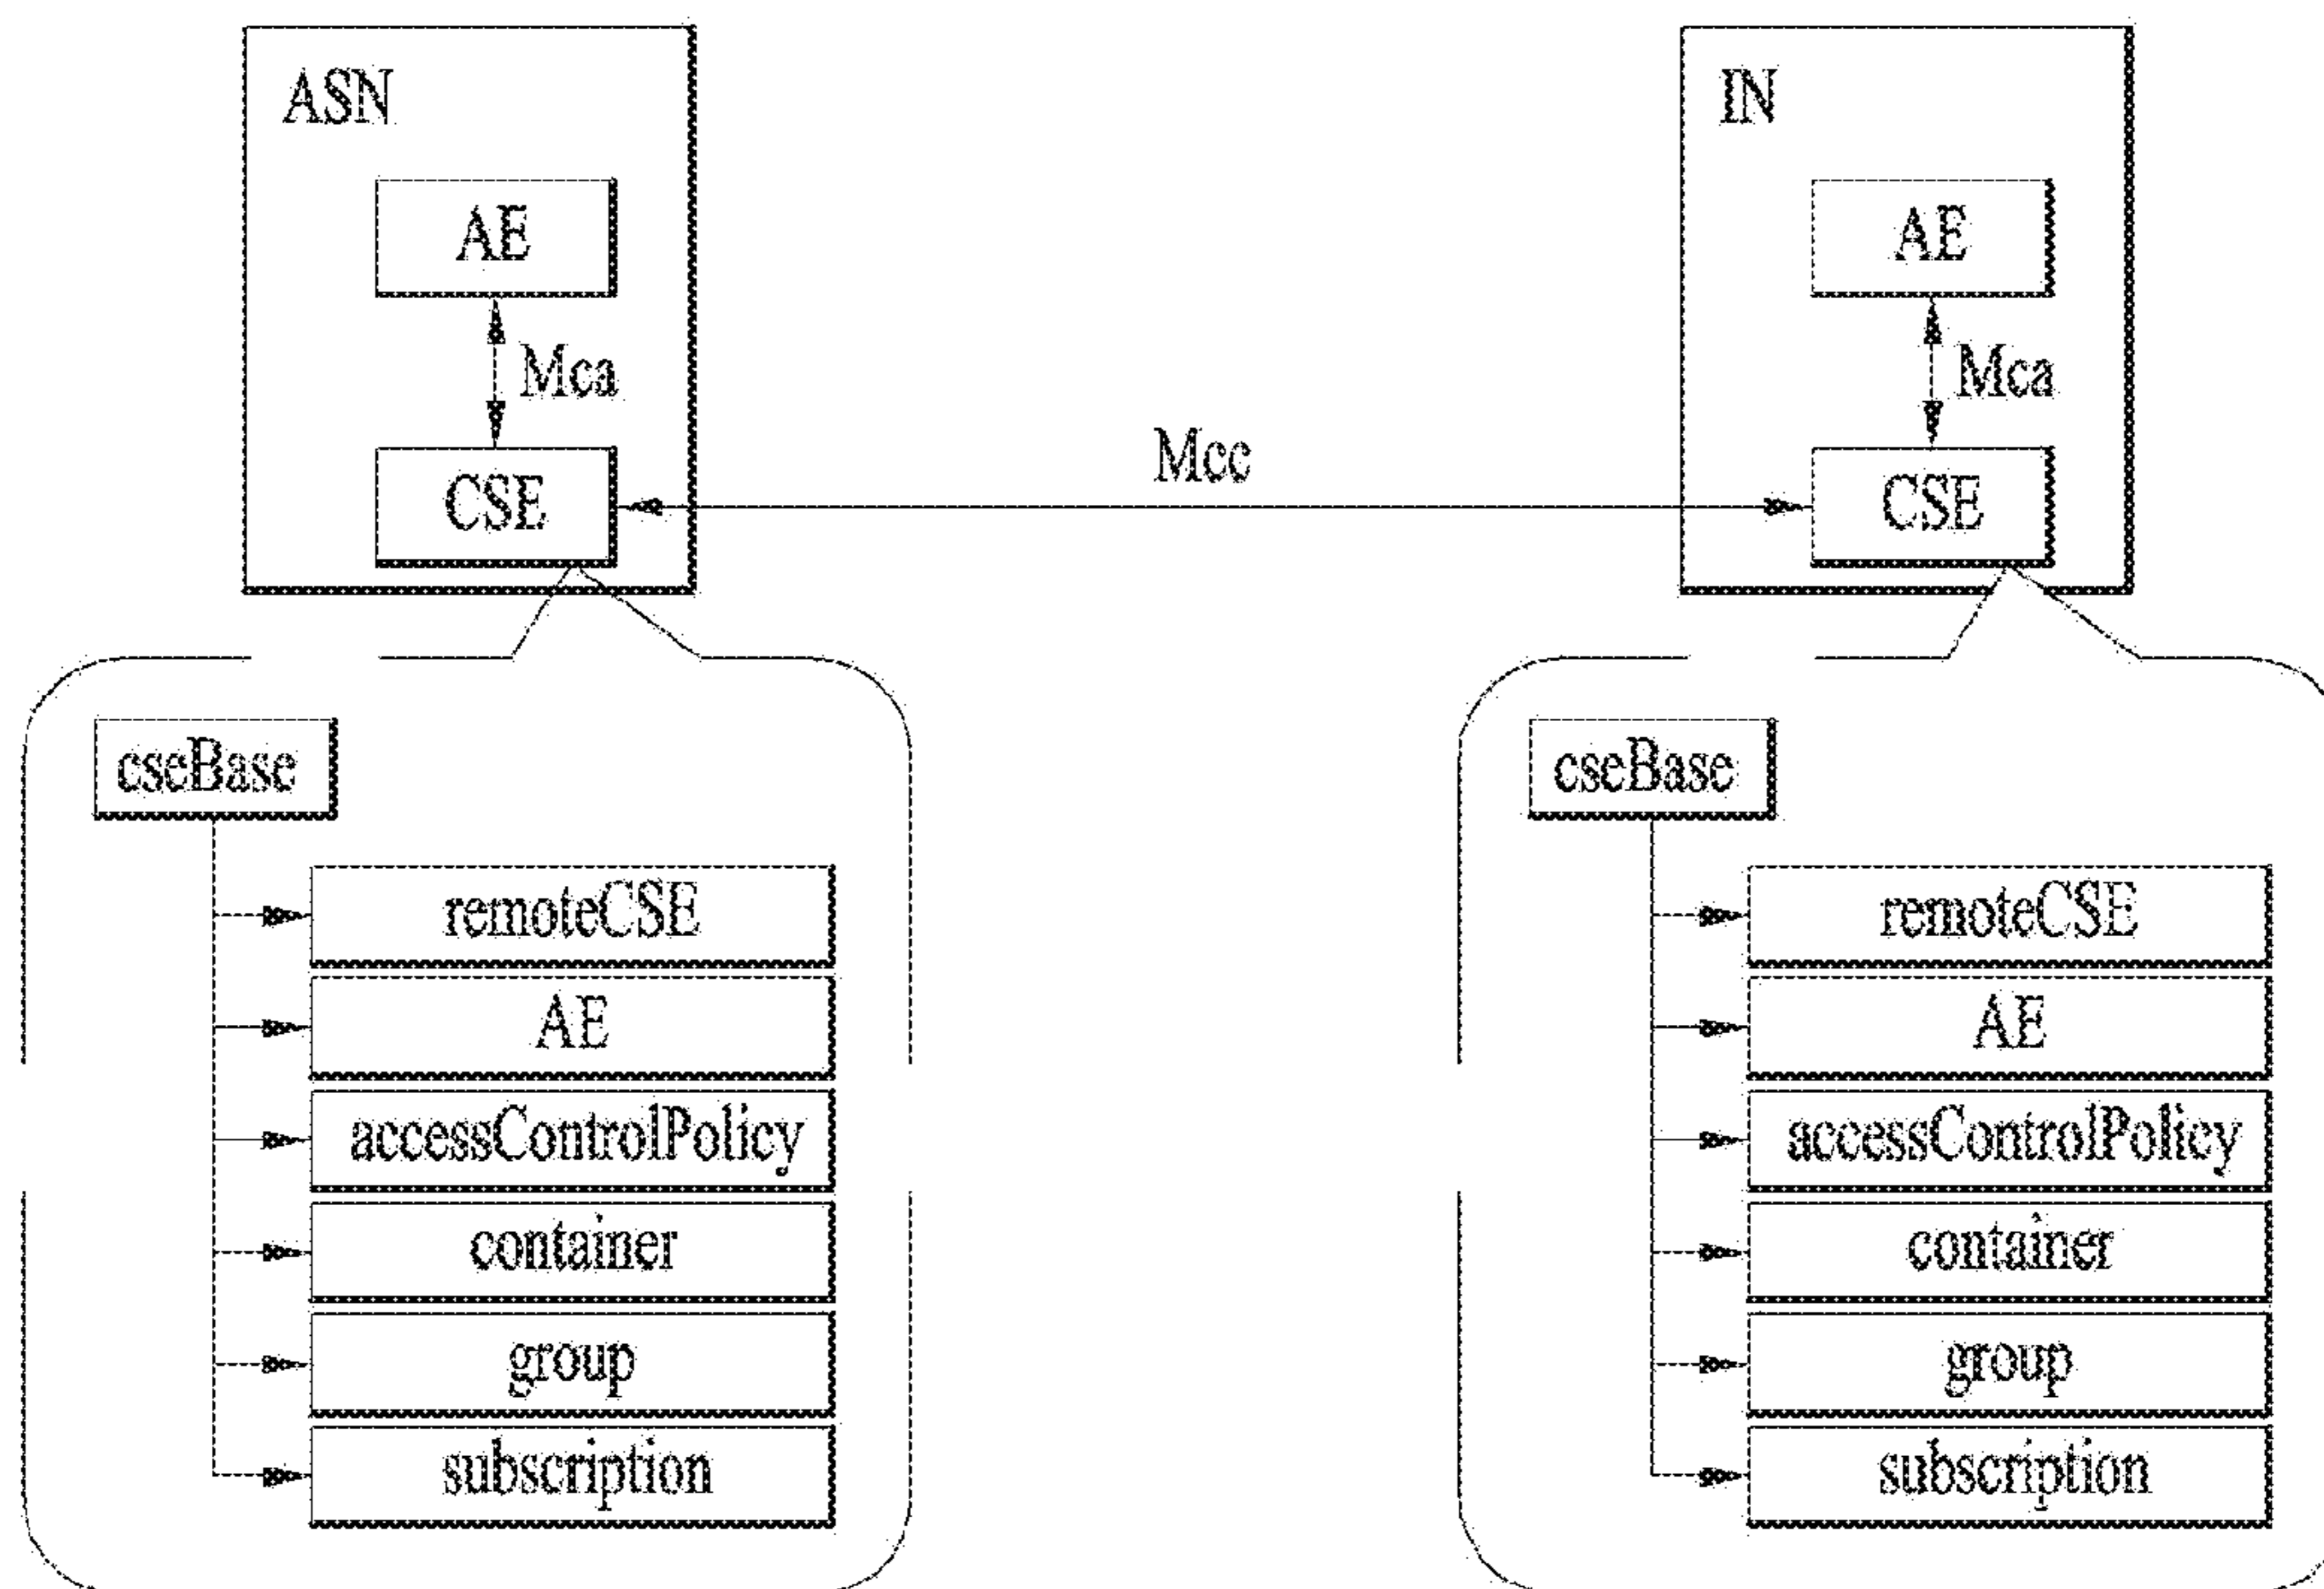 ASN
AE
Mca
CSE
Mcc
IN
AE
Mca
CSE
cseBase
remoteCSE
AE
accessControlPolicy
container
group
subscription
cseBase
remoteCSE
AE
accessControlPolicy
container
group
subscription